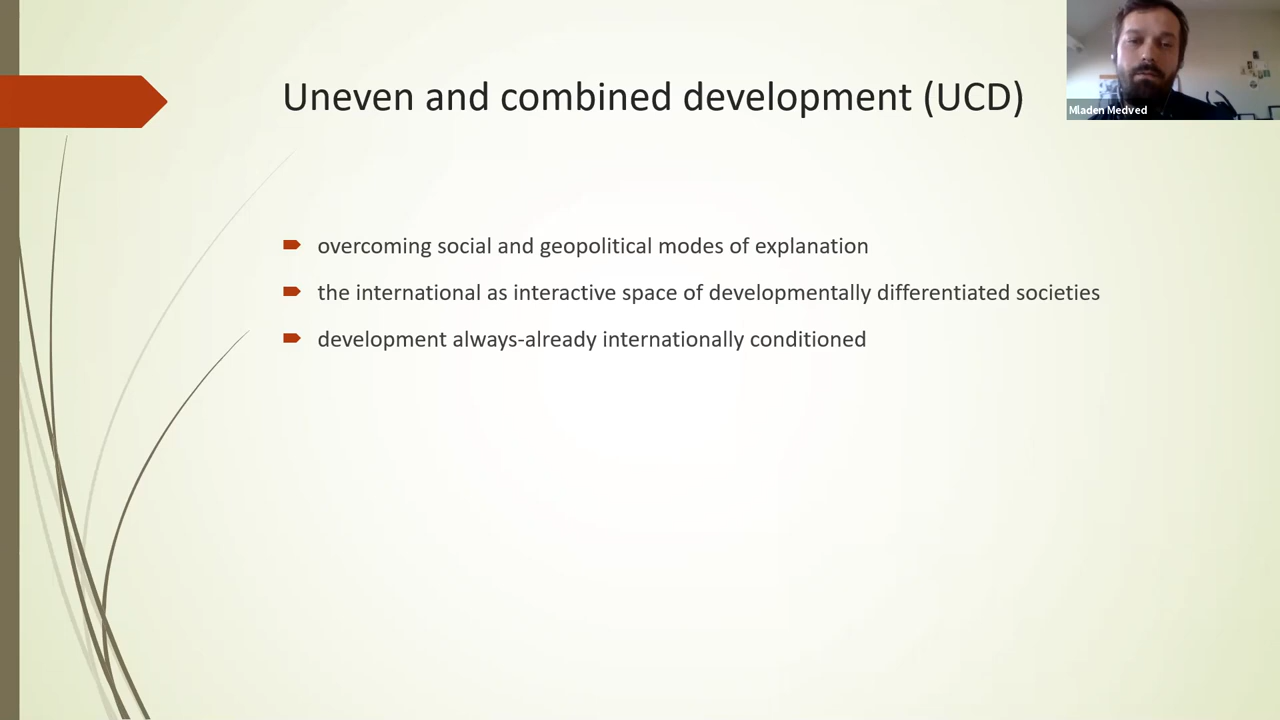 Uneven and combined development (UCD)
Mladen Medved
overcoming social and geopolitical modes of explanation
the international as interactive space of developmentally differentiated societies
development always-already internationally conditioned